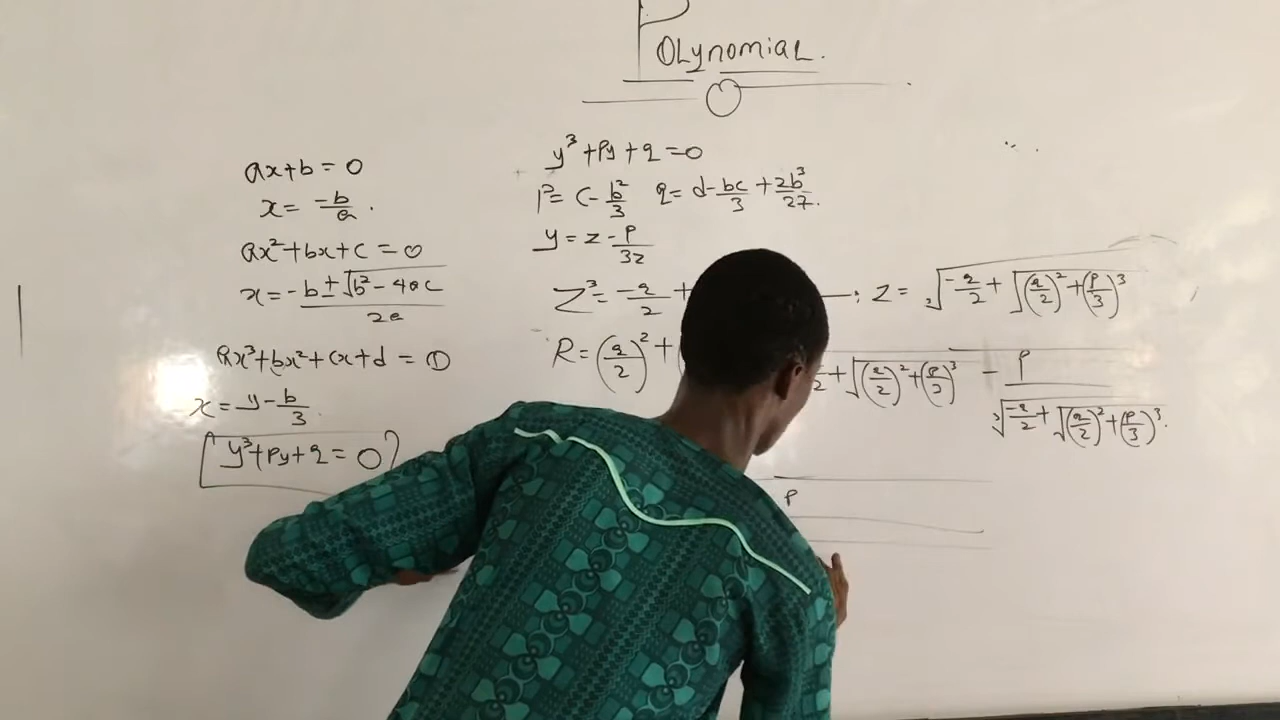 POLYNOMIAL.
ax+b=0
x= -b/a.
ax²+bx+c=0
x= -b±√b²-4ac / 2a
ax³+bx²+cx+d=0
x= y-b/3.
y³+py+q=0
y³+py+q=0
p= c- b²/3 q= d- bc/3 + 2b³/27.
y= z- p/3z
z³= -q/2 +
; z= ³√-q/2+√(q/2)²+(p/3)³
R= (q/2)²+
2+√(q/2)²+(p/3)³ - p / ³√-q/2+√(q/2)²+(p/3)³.
p